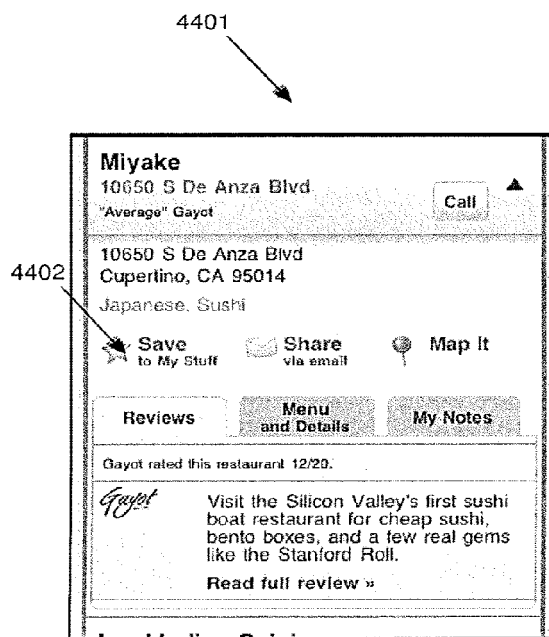 4401
Miyake
10650 S De Anza Blvd
"Average" Gayot
Call
10650 S De Anza Blvd
Cupertino, CA 95014
4402
Japanese, Sushi
Save
to My Stuff
Share
via email
Map It
Reviews
Menu
and Details
My Notes
Gayot rated this restaurant 12/20.
Gayot
Visit the Silicon Valley's first sushi
boat restaurant for cheap sushi,
bento boxes, and a few real gems
like the Stanford Roll.
Read full review »